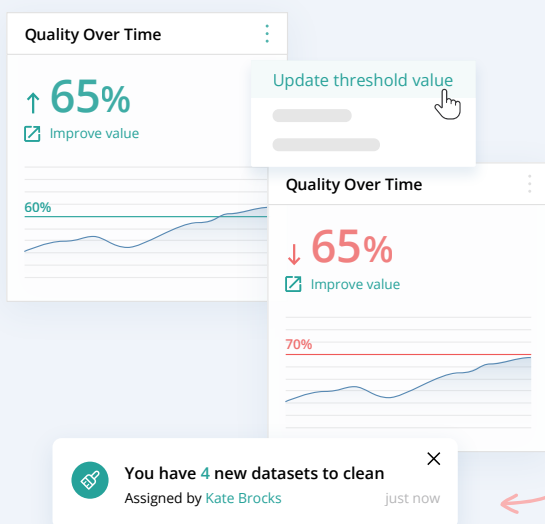 Quality Over Time
65%
Improve value
60%
Update threshold value
Quality Over Time
65%
Improve value
70%
You have 4 new datasets to clean
Assigned by Kate Brocks
just now